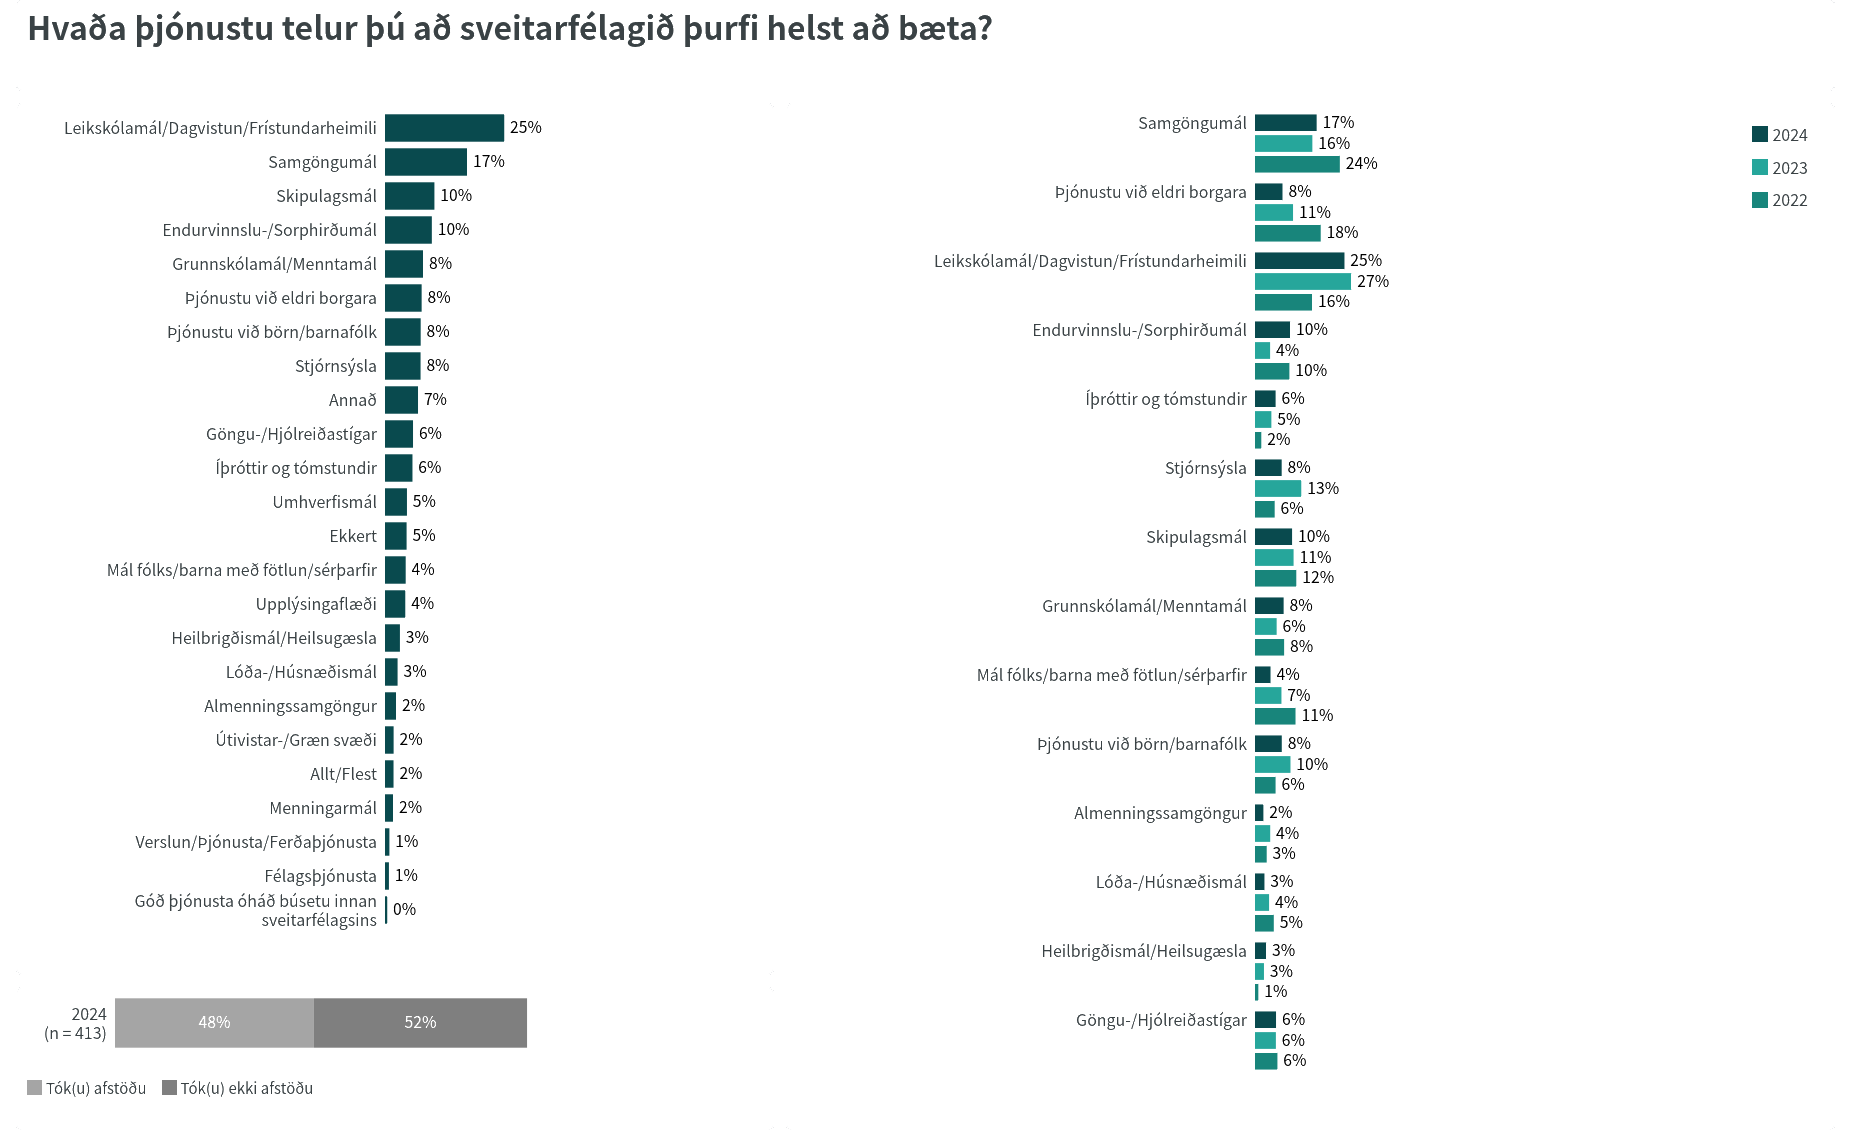 Hvaða þjónustu telur þú að sveitarfélagið þurfi helst að bæta?
Leikskólamál/Dagvistun/Frístundarheimili 25%
Samgöngumál 17%
Skipulagsmál 10%
Endurvinnslu-/Sorphirðumál 10%
Grunnskólamál/Menntamál 8%
Þjónustu við eldri borgara 8%
Þjónustu við börn/barnafólk 8%
Stjórnsýsla 8%
Annað 7%
Göngu-/Hjólreiðastígar 6%
Íþróttir og tómstundir 6%
Umhverfismál 5%
Ekkert 5%
Mál fólks/barna með fötlun/sérþarfir 4%
Upplýsingaflæði 4%
Heilbrigðismál/Heilsugæsla 3%
Lóða-/Húsnæðismál 3%
Almenningssamgöngur 2%
Útivistar-/Græn svæði 2%
Allt/Flest 2%
Menningarmál 2%
Verslun/Þjónusta/Ferðaþjónusta 1%
Félagsþjónusta 1%
Góð þjónusta óháð búsetu innan
sveitarfélagsins 0%
2024
(n = 413) 48% 52%
Tók(u) afstöðu Tók(u) ekki afstöðu
Samgöngumál 17%
16%
24%
Þjónustu við eldri borgara 8%
11%
18%
Leikskólamál/Dagvistun/Frístundarheimili 25%
27%
16%
Endurvinnslu-/Sorphirðumál 10%
4%
10%
Íþróttir og tómstundir 6%
5%
2%
Stjórnsýsla 8%
13%
6%
Skipulagsmál 10%
11%
12%
Grunnskólamál/Menntamál 8%
6%
8%
Mál fólks/barna með fötlun/sérþarfir 4%
7%
11%
Þjónustu við börn/barnafólk 8%
10%
6%
Almenningssamgöngur 2%
4%
3%
Lóða-/Húsnæðismál 3%
4%
5%
Heilbrigðismál/Heilsugæsla 3%
3%
1%
Göngu-/Hjólreiðastígar 6%
6%
6%
2024
2023
2022